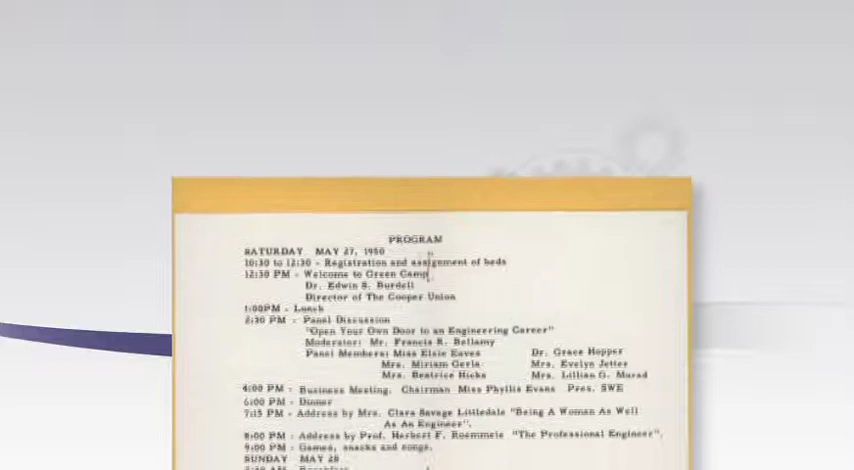 PROGRAM
SATURDAY MAY 27, 1950
10:30 to 12:30 - Registration and assignment of beds
12:30 PM - Welcome to Green Camp
Dr. Edwin S. Burdell
Director of The Cooper Union
1:00PM - Lunch
2:30 PM - Panel Discussion
"Open Your Own Door to an Engineering Career"
Moderator: Mr. Francis R. Bellamy
Panel Members: Miss Elsie Eaves Dr. Grace Hopper
Mrs. Miriam Gerla Mrs. Evelyn Jetter
Mrs. Beatrice Hicks Mrs. Lillian G. Murad
4:00 PM - Business Meeting. Chairman Miss Phyllis Evans Pres. SWE
6:00 PM - Dinner
7:15 PM - Address by Mrs. Clara Savage Littledale "Being A Woman As Well
As An Engineer".
8:00 PM - Address by Prof. Herbert F. Roemmele "The Professional Engineer".
9:00 PM - Games, snacks and songs.
SUNDAY MAY 28